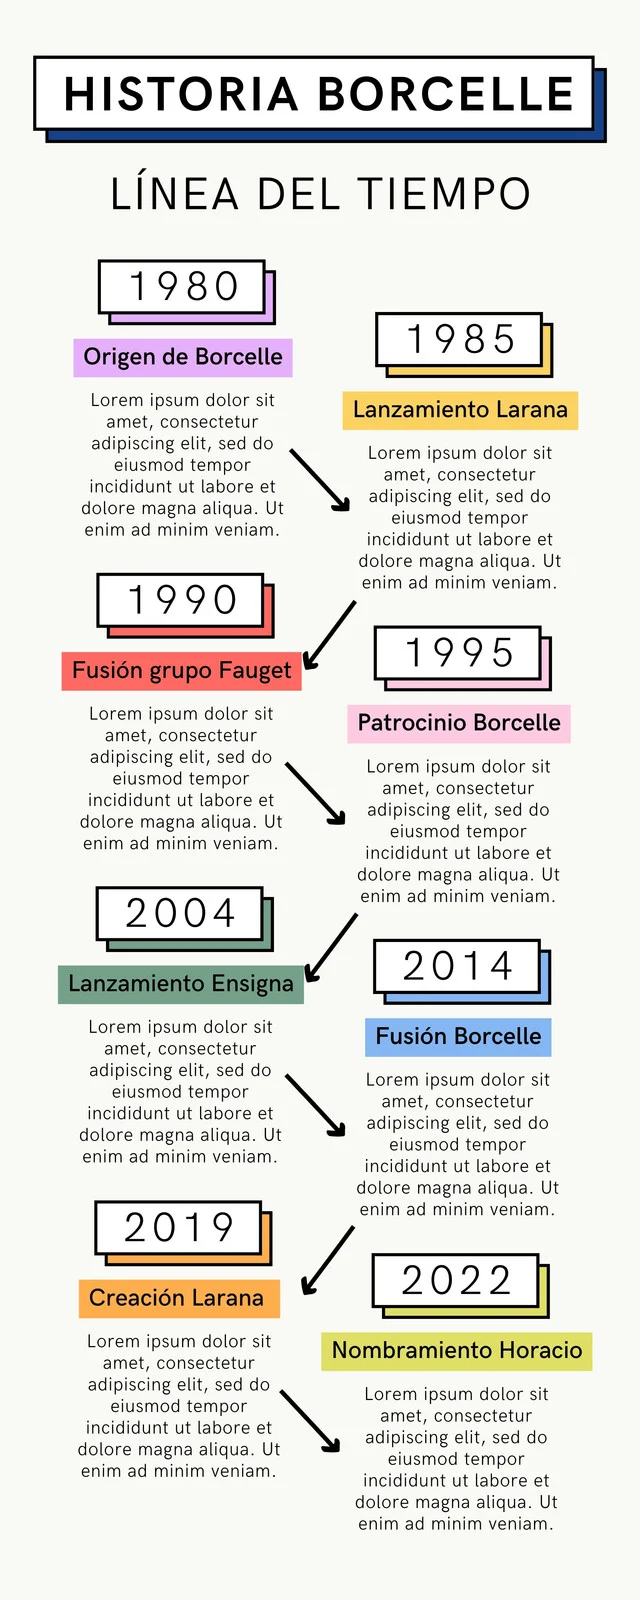 HISTORIA BORCELLE
LÍNEA DEL TIEMPO
1980
Origen de Borcelle
Lorem ipsum dolor sit
amet, consectetur
adipiscing elit, sed do
eiusmod tempor
incididunt ut labore et
dolore magna aliqua. Ut
enim ad minim veniam.
1985
Lanzamiento Larana
Lorem ipsum dolor sit
amet, consectetur
adipiscing elit, sed do
eiusmod tempor
incididunt ut labore et
dolore magna aliqua. Ut
enim ad minim veniam.
1990
Fusión grupo Fauget
Lorem ipsum dolor sit
amet, consectetur
adipiscing elit, sed do
eiusmod tempor
incididunt ut labore et
dolore magna aliqua. Ut
enim ad minim veniam.
1995
Patrocinio Borcelle
Lorem ipsum dolor sit
amet, consectetur
adipiscing elit, sed do
eiusmod tempor
incididunt ut labore et
dolore magna aliqua. Ut
enim ad minim veniam.
2004
Lanzamiento Ensigna
Lorem ipsum dolor sit
amet, consectetur
adipiscing elit, sed do
eiusmod tempor
incididunt ut labore et
dolore magna aliqua. Ut
enim ad minim veniam.
2014
Fusión Borcelle
Lorem ipsum dolor sit
amet, consectetur
adipiscing elit, sed do
eiusmod tempor
incididunt ut labore et
dolore magna aliqua. Ut
enim ad minim veniam.
2019
Creación Larana
Lorem ipsum dolor sit
amet, consectetur
adipiscing elit, sed do
eiusmod tempor
incididunt ut labore et
dolore magna aliqua. Ut
enim ad minim veniam.
2022
Nombramiento Horacio
Lorem ipsum dolor sit
amet, consectetur
adipiscing elit, sed do
eiusmod tempor
incididunt ut labore et
dolore magna aliqua. Ut
enim ad minim veniam.